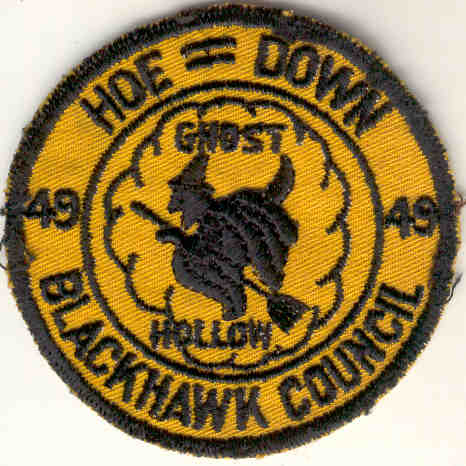 HOE = DOWN
GHOST
49 49
HOLLOW
BLACKHAWK COUNCIL